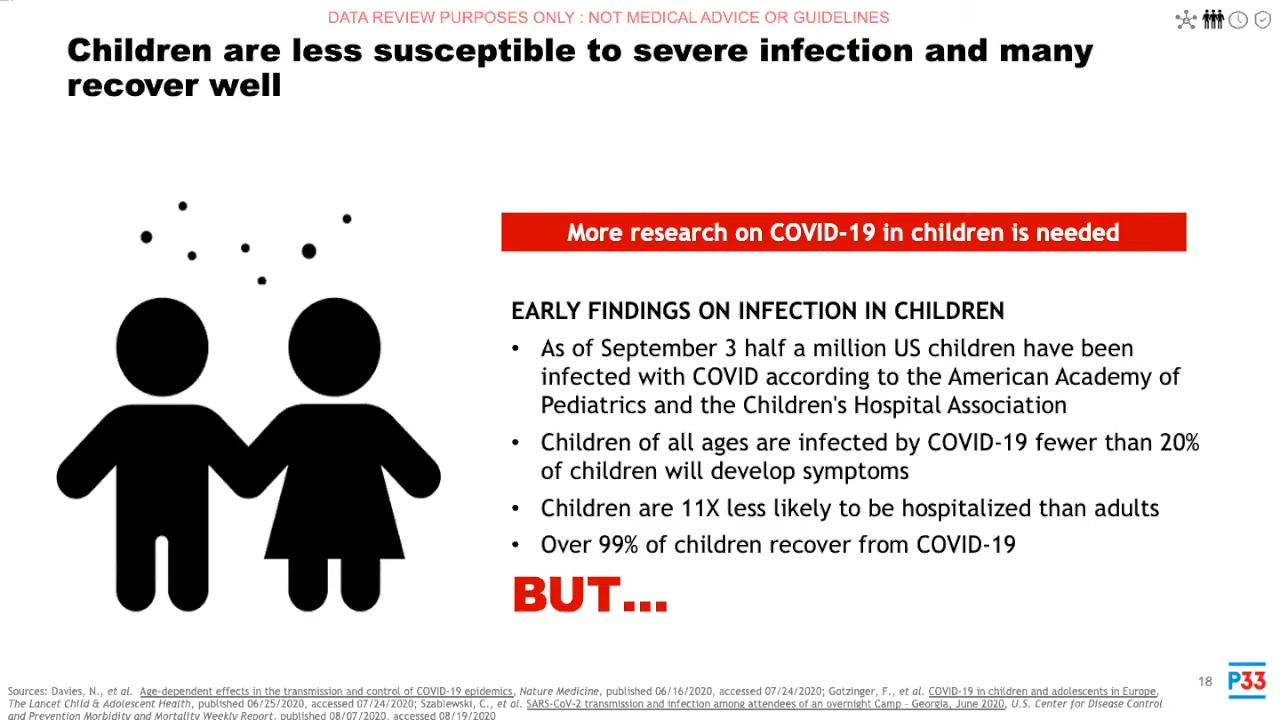 DATA REVIEW PURPOSES ONLY : NOT MEDICAL ADVICE OR GUIDELINES
Children are less susceptible to severe infection and many
recover well
More research on COVID-19 in children is needed
EARLY FINDINGS ON INFECTION IN CHILDREN
• As of September 3 half a million US children have been
infected with COVID according to the American Academy of
Pediatrics and the Children's Hospital Association
• Children of all ages are infected by COVID-19 fewer than 20%
of children will develop symptoms
• Children are 11X less likely to be hospitalized than adults
• Over 99% of children recover from COVID-19
BUT...
18
P33
Sources: Davies, N., et al. Age-dependent effects in the transmission and control of COVID-19 epidemics, Nature Medicine, published 06/16/2020, accessed 07/24/2020; Gotzinger, F., et al. COVID-19 in children and adolescents in Europe,
The Lancet Child & Adolescent Health, published 06/25/2020, accessed 07/24/2020; Szablewski, C., et al. SARS-CoV-2 transmission and infection among attendees of an overnight Camp - Georgia, June 2020, U.S. Center for Disease Control
and Prevention Morbidity and Mortality Weekly Report, published 08/07/2020, accessed 08/19/2020